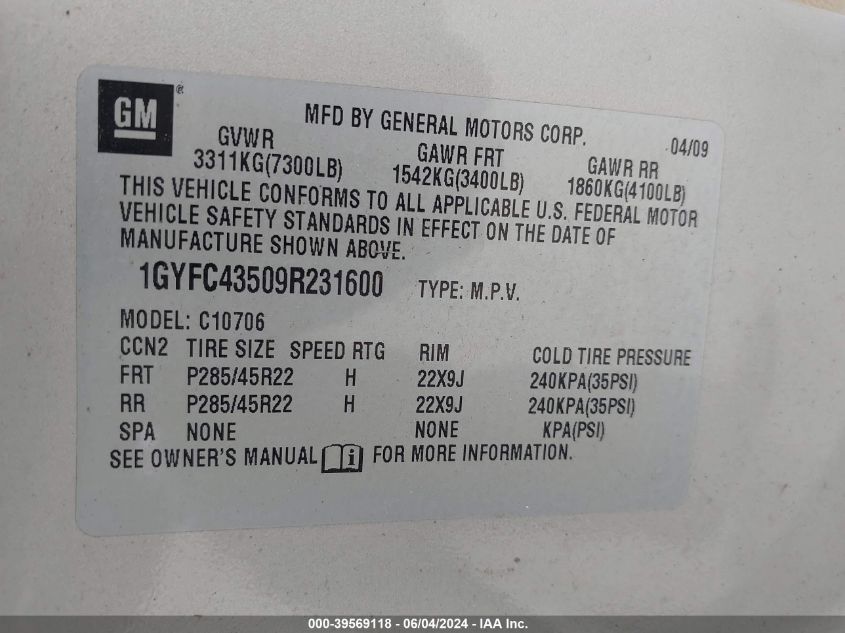 GM ®
MFD BY GENERAL MOTORS CORP. 04/09
GVWR GAWR FRT GAWR RR
3311KG(7300LB) 1542KG(3400LB) 1860KG(4100LB)
THIS VEHICLE CONFORMS TO ALL APPLICABLE U.S. FEDERAL MOTOR
VEHICLE SAFETY STANDARDS IN EFFECT ON THE DATE OF
MANUFACTURE SHOWN ABOVE.
1GYFC43509R231600 TYPE: M.P.V.
MODEL: C10706
CCN2 TIRE SIZE SPEED RTG RIM COLD TIRE PRESSURE
FRT P285/45R22 H 22X9J 240KPA(35PSI)
RR P285/45R22 H 22X9J 240KPA(35PSI)
SPA NONE NONE KPA(PSI)
SEE OWNER'S MANUAL i FOR MORE INFORMATION.
000-39569118 - 06/04/2024 - IAA Inc.